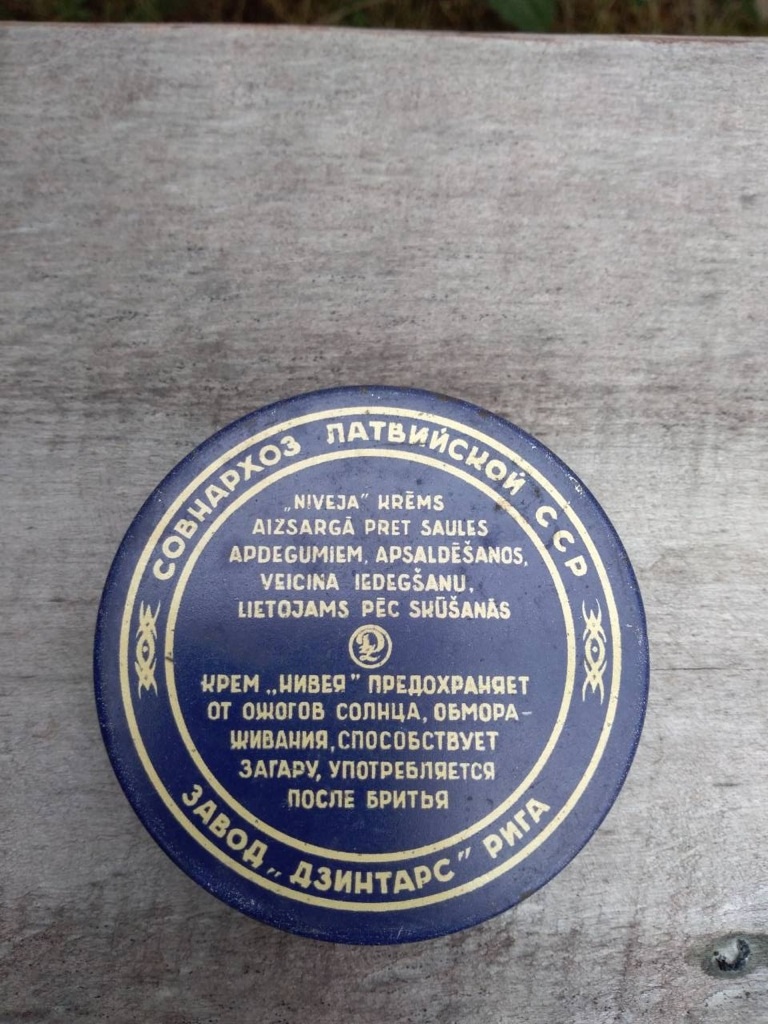 СОВНАРХОЗ ЛАТВИЙСКОЙ ССР
„NIVEJA" KRĒMS
AIZSARGĀ PRET SAULES
APDEGUMIEM, APSALDĒŠANOS,
VEICINA IEDEGŠANU,
LIETOJAMS PĒC SKŪŠANĀS
DZ
КРЕМ „НИВЕЯ" ПРЕДОХРАНЯЕТ
ОТ ОЖОГОВ СОЛНЦА, ОБМОРА-
ЖИВАНИЯ, СПОСОБСТВУЕТ
ЗАГАРУ, УПОТРЕБЛЯЕТСЯ
ПОСЛЕ БРИТЬЯ
ЗАВОД „ДЗИНТАРС" РИГА